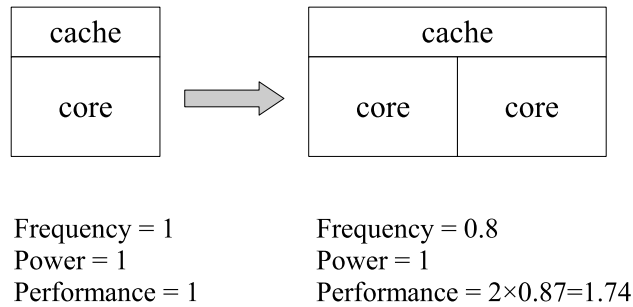 cache
core
cache
core
core
Frequency = 1
Power = 1
Performance = 1
Frequency = 0.8
Power = 1
Performance = 2×0.87=1.74